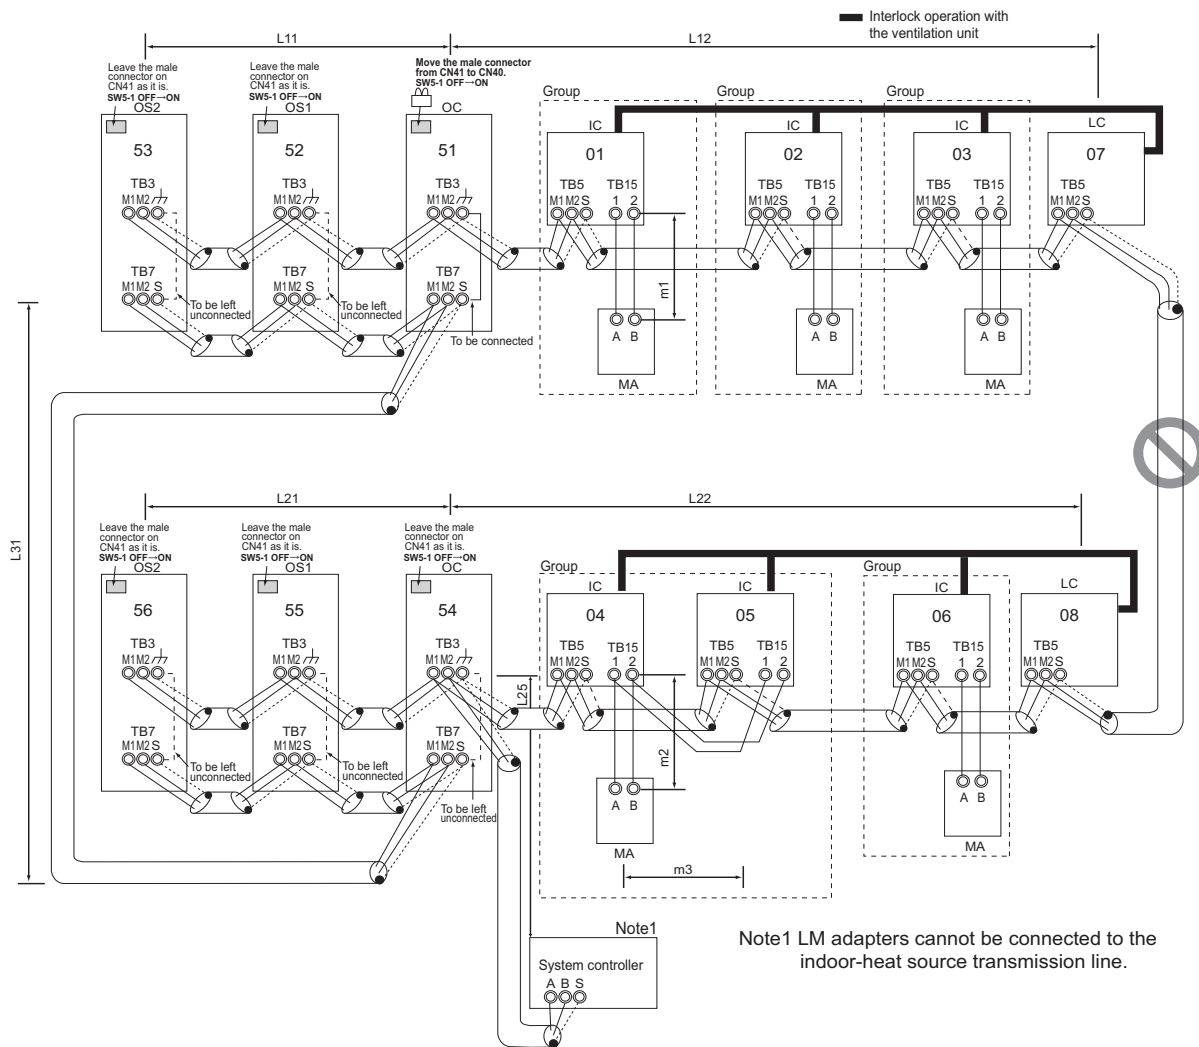 Interlock operation with
the ventilation unit
L11
L12
Leave the male
connector on
CN41 as it is.
SW5-1 OFF→ON
OS2
Leave the male
connector on
CN41 as it is.
SW5-1 OFF→ON
OS1
Move the male connector
from CN41 to CN40.
SW5-1 OFF→ON
OC
Group
Group
Group
IC
IC
IC
LC
53
52
51
01
02
03
07
TB3
TB3
TB3
TB5
TB15
TB5
TB15
TB5
TB15
TB5
M1 M2
M1 M2
M1 M2
M1 M2 S
1 2
M1 M2 S
1 2
M1 M2 S
1 2
M1 M2 S
TB7
TB7
TB7
M1 M2 S
M1 M2 S
M1 M2 S
To be left
unconnected
To be left
unconnected
To be connected
m1
A B
A B
A B
MA
MA
MA
L31
L21
L22
Leave the male
connector on
CN41 as it is.
SW5-1 OFF→ON
OS2
Leave the male
connector on
CN41 as it is.
SW5-1 OFF→ON
OS1
Leave the male
connector on
CN41 as it is.
SW5-1 OFF→ON
OC
Group
Group
IC
IC
IC
LC
56
55
54
04
05
06
08
TB3
TB3
TB3
TB5
TB15
TB5
TB15
TB5
TB15
TB5
M1 M2
M1 M2
M1 M2
M1 M2 S
1 2
M1 M2 S
1 2
M1 M2 S
1 2
M1 M2 S
L25
TB7
TB7
TB7
M1 M2 S
M1 M2 S
M1 M2 S
To be left
unconnected
To be left
unconnected
To be left
unconnected
m2
A B
A B
MA
MA
m3
Note1
System controller
A B S
Note1 LM adapters cannot be connected to the
indoor-heat source transmission line.